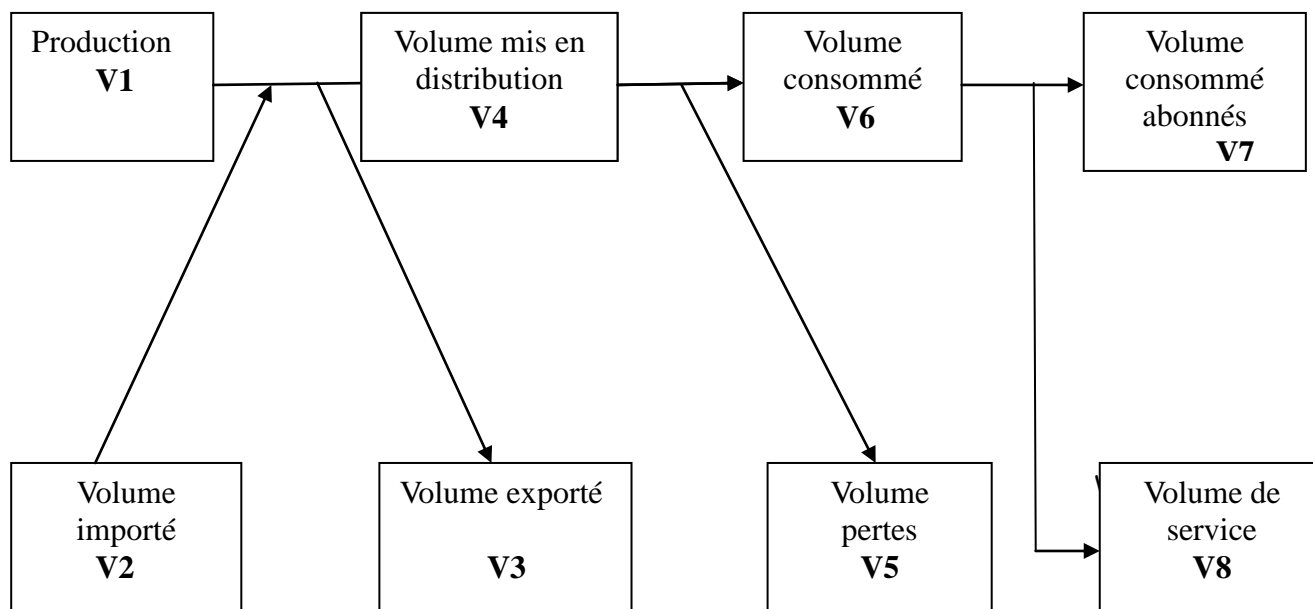 Production
V1
Volume mis en
distribution
V4
Volume
consommé
V6
Volume
consommé
abonnés
V7
Volume
importé
V2
Volume exporté
V3
Volume
pertes
V5
Volume de
service
V8